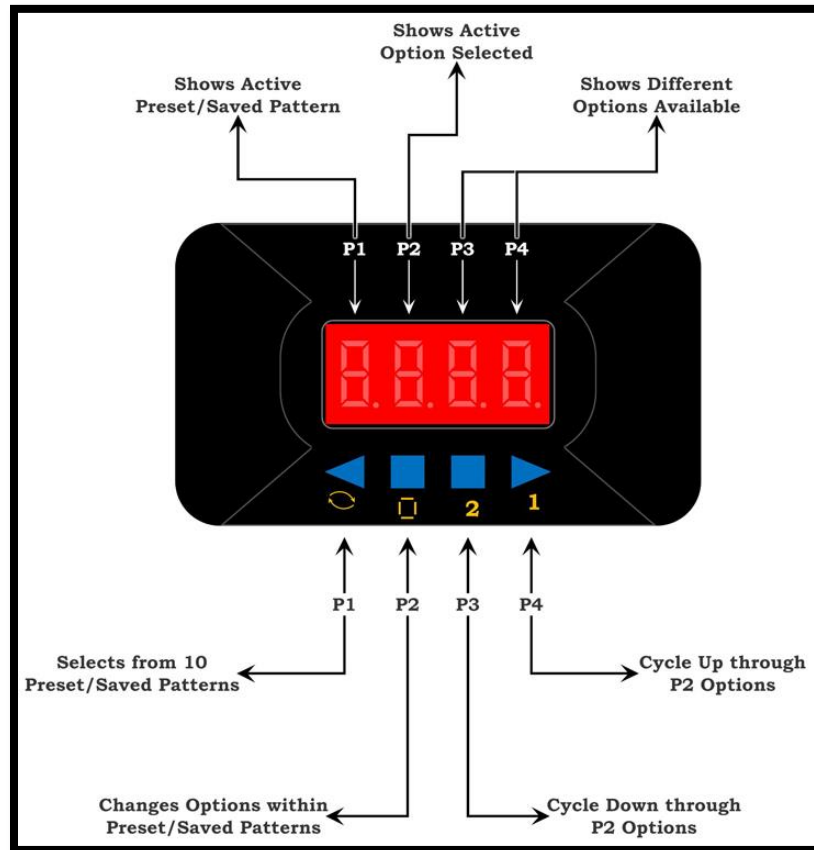 Shows Active
Option Selected
Shows Active
Preset/Saved Pattern
Shows Different
Options Available
P1 P2 P3 P4
8.8.8.8.
2 1
P1 P2 P3 P4
Selects from 10
Preset/Saved Patterns
Cycle Up through
P2 Options
Changes Options within
Preset/Saved Patterns
Cycle Down through
P2 Options